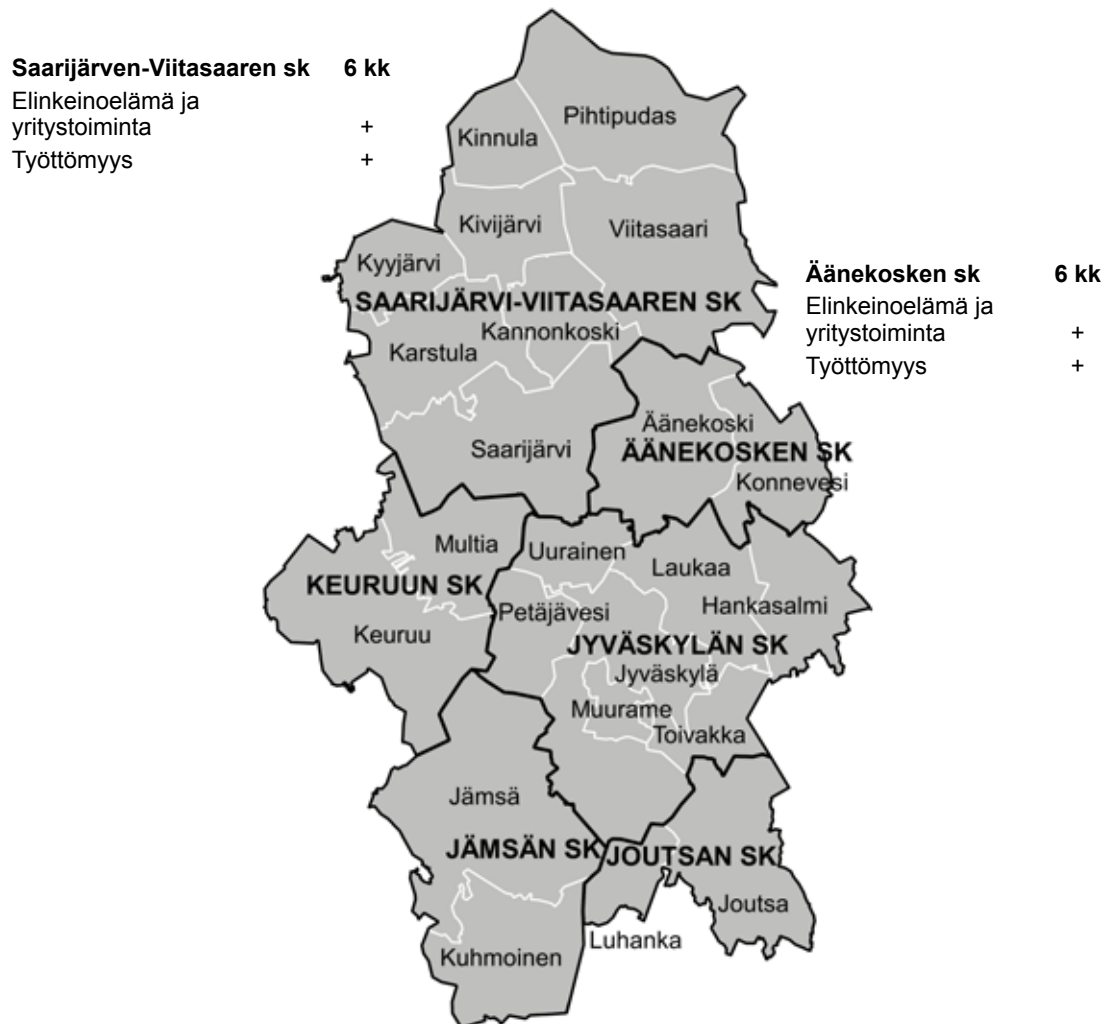 Saarijärven-Viitasaaren sk 6 kk
Elinkeinoelämä ja
yritystoiminta +
Työttömyys +
Pihtipudas
Kinnula
Kivijärvi
Viitasaari
Kyyjärvi
SAARIJÄRVI-VIITASAAREN SK
Kannonkoski
Karstula
Saarijärvi
Äänekosken sk 6 kk
Elinkeinoelämä ja
yritystoiminta +
Työttömyys +
Äänekoski
ÄÄNEKOSKEN SK
Konnevesi
Multia
Uurainen
Laukaa
KEURUUN SK
Petäjävesi
Hankasalmi
Keuruu
JYVÄSKYLÄN SK
Jyväskylä
Muurame
Toivakka
Jämsä
JÄMSÄN SK
JOUTSAN SK
Joutsa
Luhanka
Kuhmoinen